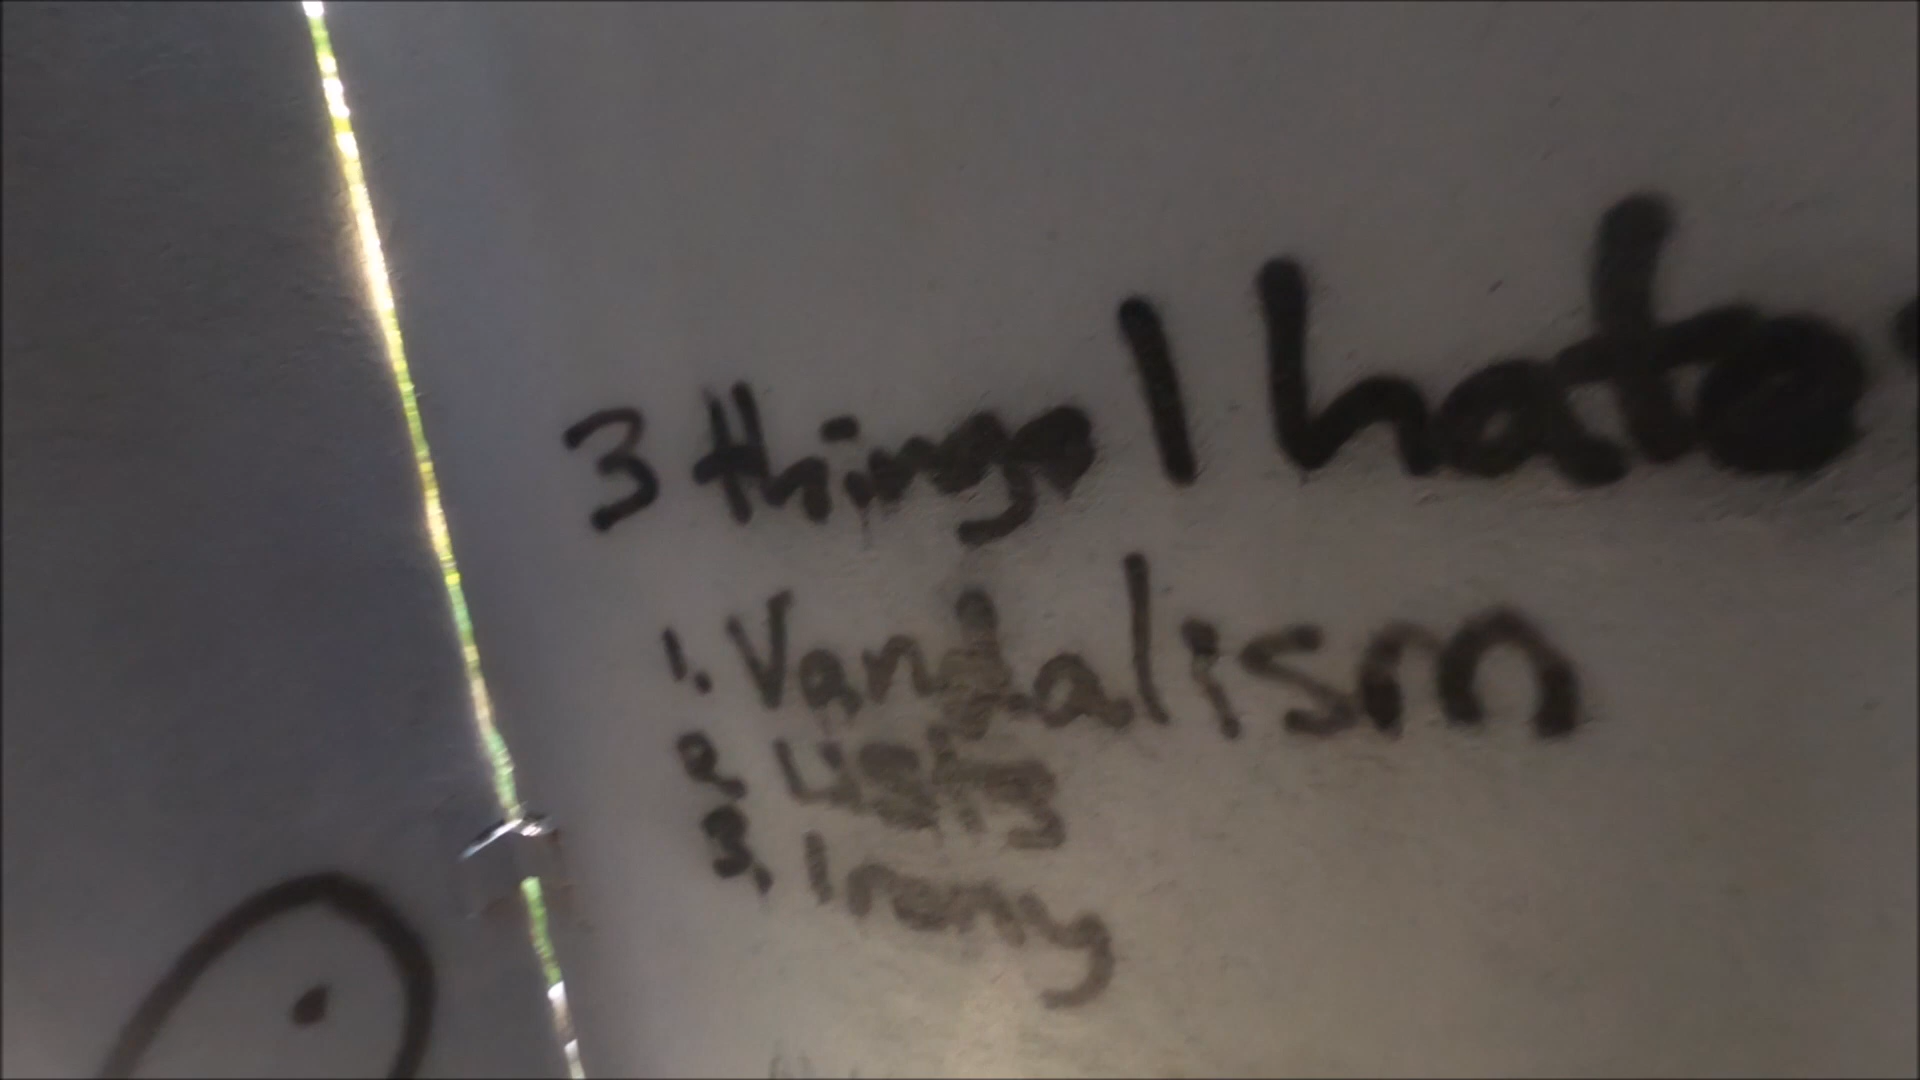 3 things I hate:
1. Vandalism
2. Lists
3. Irony